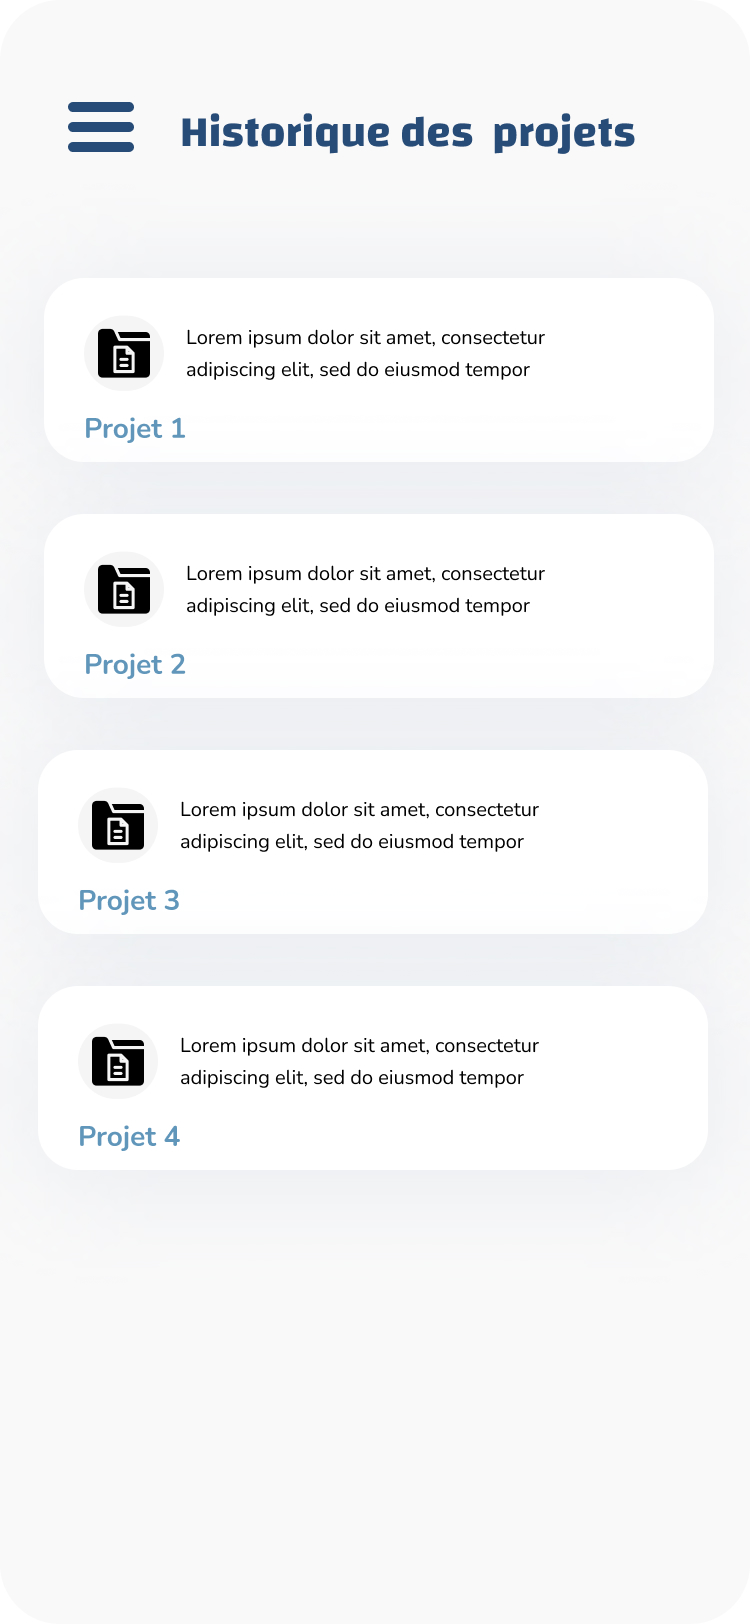 Historique des  projets
Lorem ipsum dolor sit amet, consectetur
adipiscing elit, sed do eiusmod tempor
Projet 1
Lorem ipsum dolor sit amet, consectetur
adipiscing elit, sed do eiusmod tempor
Projet 2
Lorem ipsum dolor sit amet, consectetur
adipiscing elit, sed do eiusmod tempor
Projet 3
Lorem ipsum dolor sit amet, consectetur
adipiscing elit, sed do eiusmod tempor
Projet 4